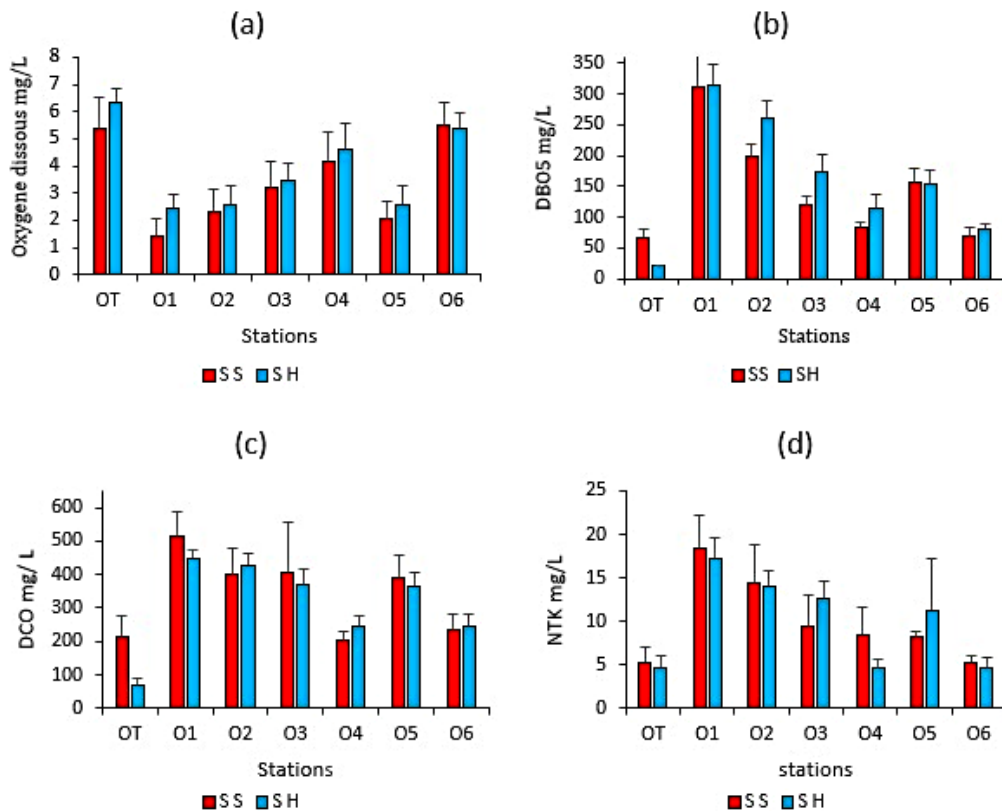 (a)
Oxygene dissous mg/L
8
7
6
5
4
3
2
1
0
OT O1 O2 O3 O4 O5 O6
Stations
S S S H
(b)
DBO5 mg/L
350
300
250
200
150
100
50
0
OT O1 O2 O3 O4 O5 O6
Stations
SS SH
(c)
DCO mg/ L
600
500
400
300
200
100
0
OT O1 O2 O3 O4 O5 O6
Stations
S S S H
(d)
NTK mg/L
25
20
15
10
5
0
OT O1 O2 O3 O4 O5 O6
stations
S S S H